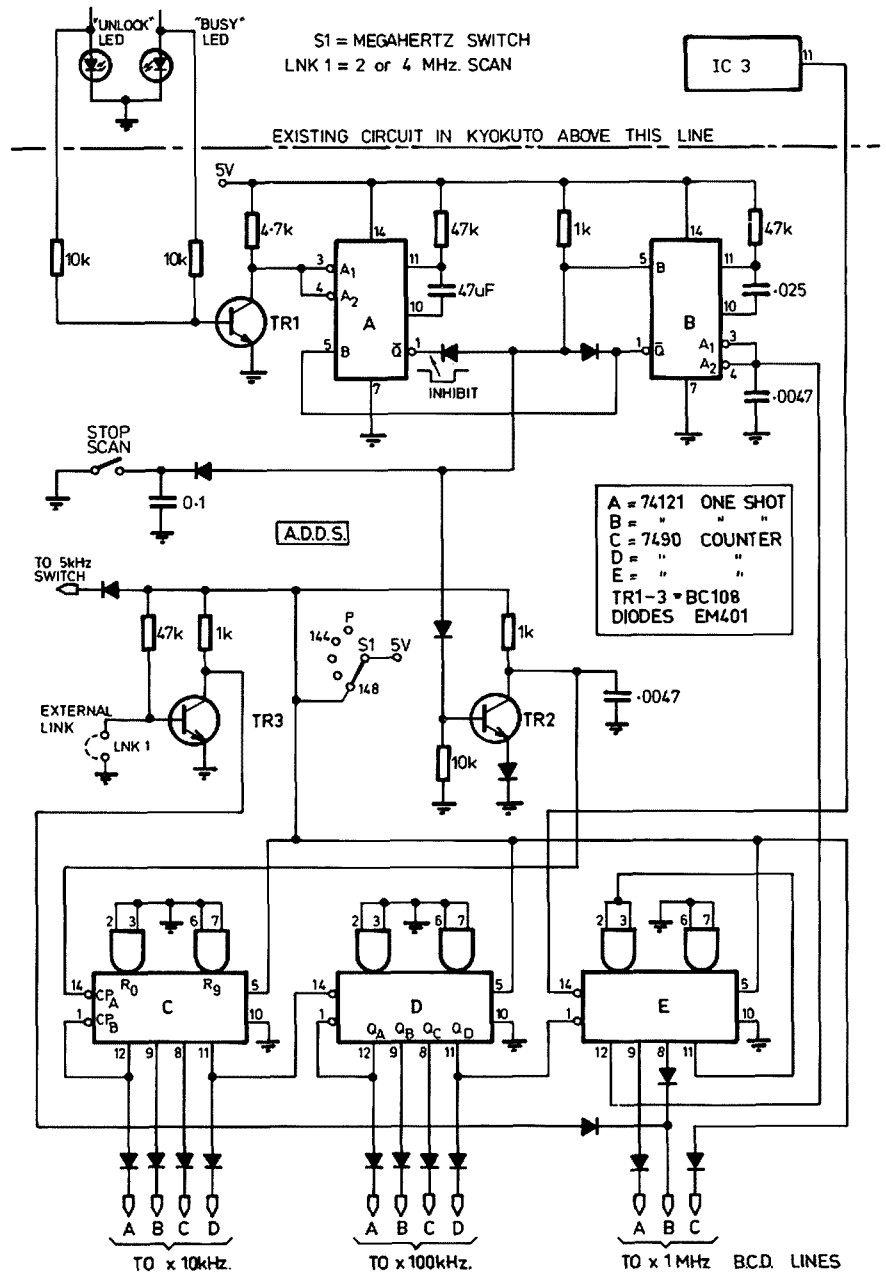 "UNLOCK" LED
"BUSY" LED
S1 = MEGAHERTZ SWITCH
LNK 1 = 2 or 4 MHz. SCAN
IC 3
11
EXISTING CIRCUIT IN KYOKUTO ABOVE THIS LINE
5V
4·7k
14
47k
1k
14
47k
10k
10k
3
A1
4
A2
11
47uF
10
A
TR1
5
B
Q̅
1
7
INHIBIT
5
B
11
·025
10
B
1
Q̅
A1
3
A2
4
7
·0047
STOP
SCAN
0·1
A.D.D.S.
A = 74121 ONE SHOT
B = " " "
C = 7490 COUNTER
D = " "
E = " "
TR1-3 = BC108
DIODES EM401
TO 5kHz
SWITCH
47k
1k
P
144
S1
5V
148
1k
·0047
EXTERNAL
LINK
LNK 1
TR3
TR2
10k
2
3
6
7
2
3
6
7
2
3
6
7
14
CPA
R0
R9
5
1
CPB
C
10
12
9
8
11
14
5
1
D
10
QA
QB
QC
QD
12
9
8
11
14
5
1
E
10
12
9
8
11
A B C D
A B C D
A B C
TO x 10kHz.
TO x 100kHz.
TO x 1MHz B.C.D. LINES